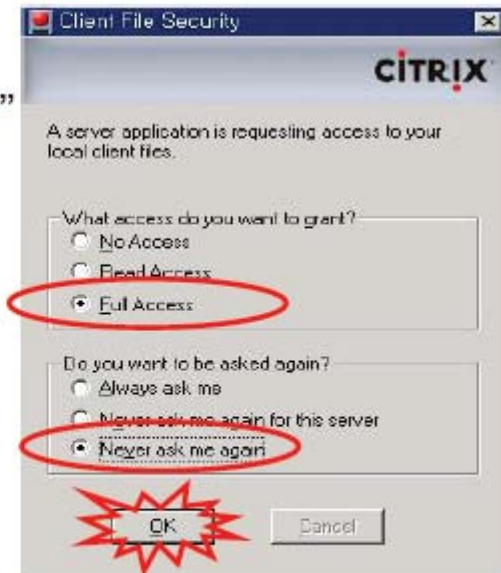 Client File Security
CİTRIX
”
A server application is requesting access to your
local client files.
What access do you want to grant?
No Access
Read Access
Full Access
Do you want to be asked again?
Always ask me
Never ask me again for this server
Never ask me again
OK
Cancel